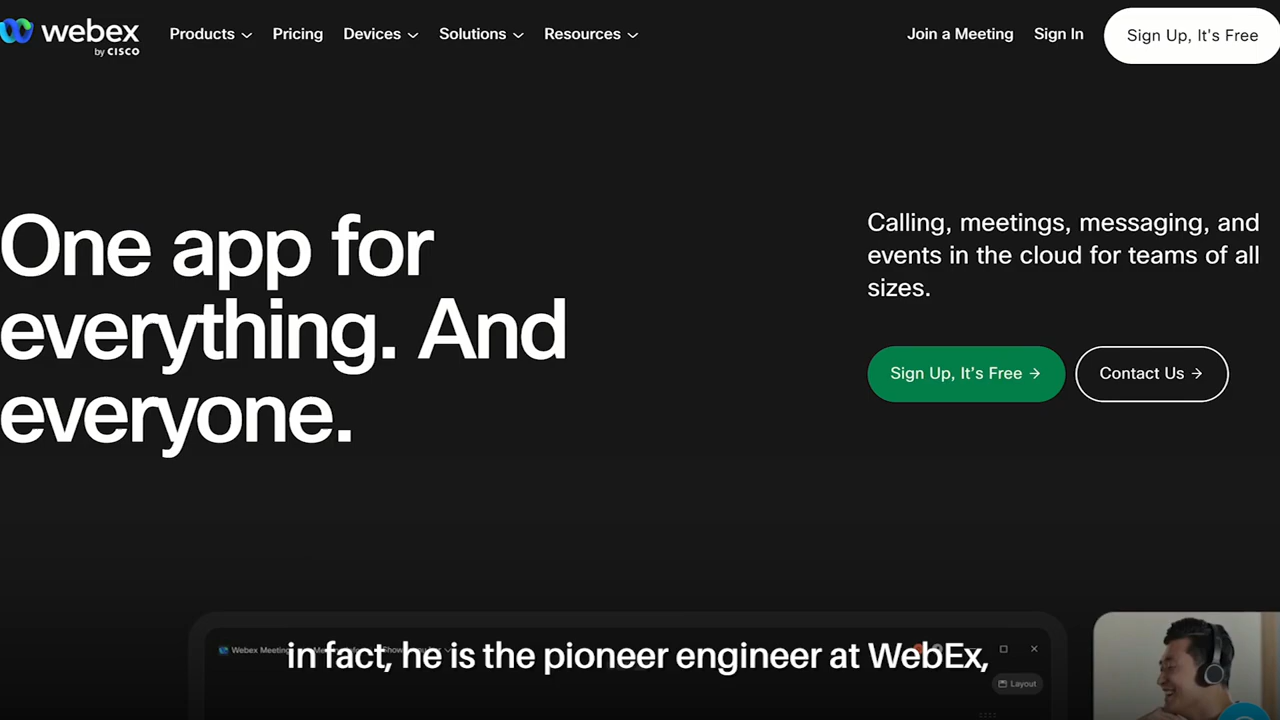 webex
by CISCO
Products
Pricing
Devices
Solutions
Resources
Join a Meeting
Sign In
Sign Up, It's Free
One app for
everything. And
everyone.
Calling, meetings, messaging, and
events in the cloud for teams of all
sizes.
Sign Up, It's Free →
Contact Us →
Webex Meeting
in fact, he is the pioneer engineer at WebEx,
Layout